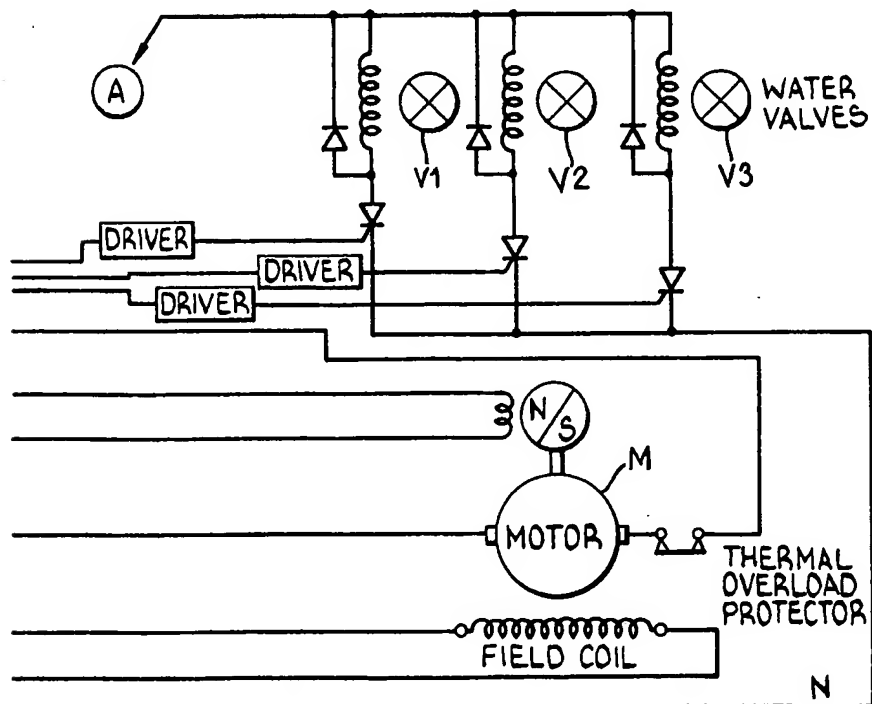 A
WATER
VALVES
V1
V2
V3
DRIVER
DRIVER
DRIVER
N
S
M
MOTOR
THERMAL
OVERLOAD
PROTECTOR
FIELD COIL
N